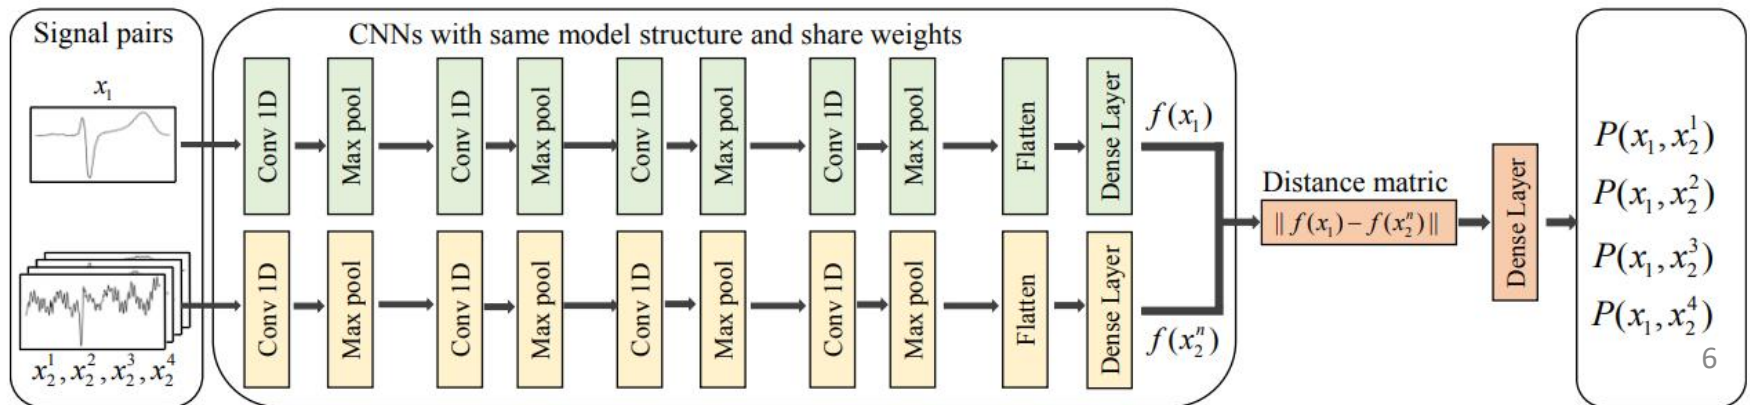 Signal pairs
x₁
x₂¹, x₂², x₂³, x₂⁴
CNNs with same model structure and share weights
Conv 1D
Max pool
Conv 1D
Max pool
Conv 1D
Max pool
Conv 1D
Max pool
Flatten
Dense Layer
f(x₁)
Conv 1D
Max pool
Conv 1D
Max pool
Conv 1D
Max pool
Conv 1D
Max pool
Flatten
Dense Layer
f(x₂ⁿ)
Distance matric
|| f(x₁) − f(x₂ⁿ) ||
Dense Layer
P(x₁, x₂¹)
P(x₁, x₂²)
P(x₁, x₂³)
P(x₁, x₂⁴)
6